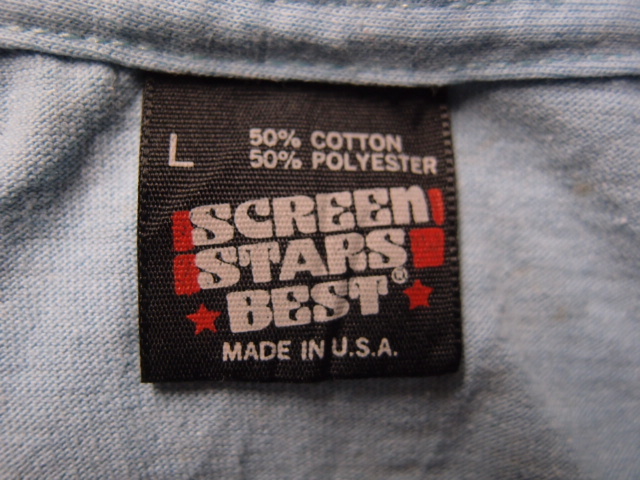 L
50% COTTON
50% POLYESTER
SCREEN
STARS
BEST®
MADE IN U.S.A.